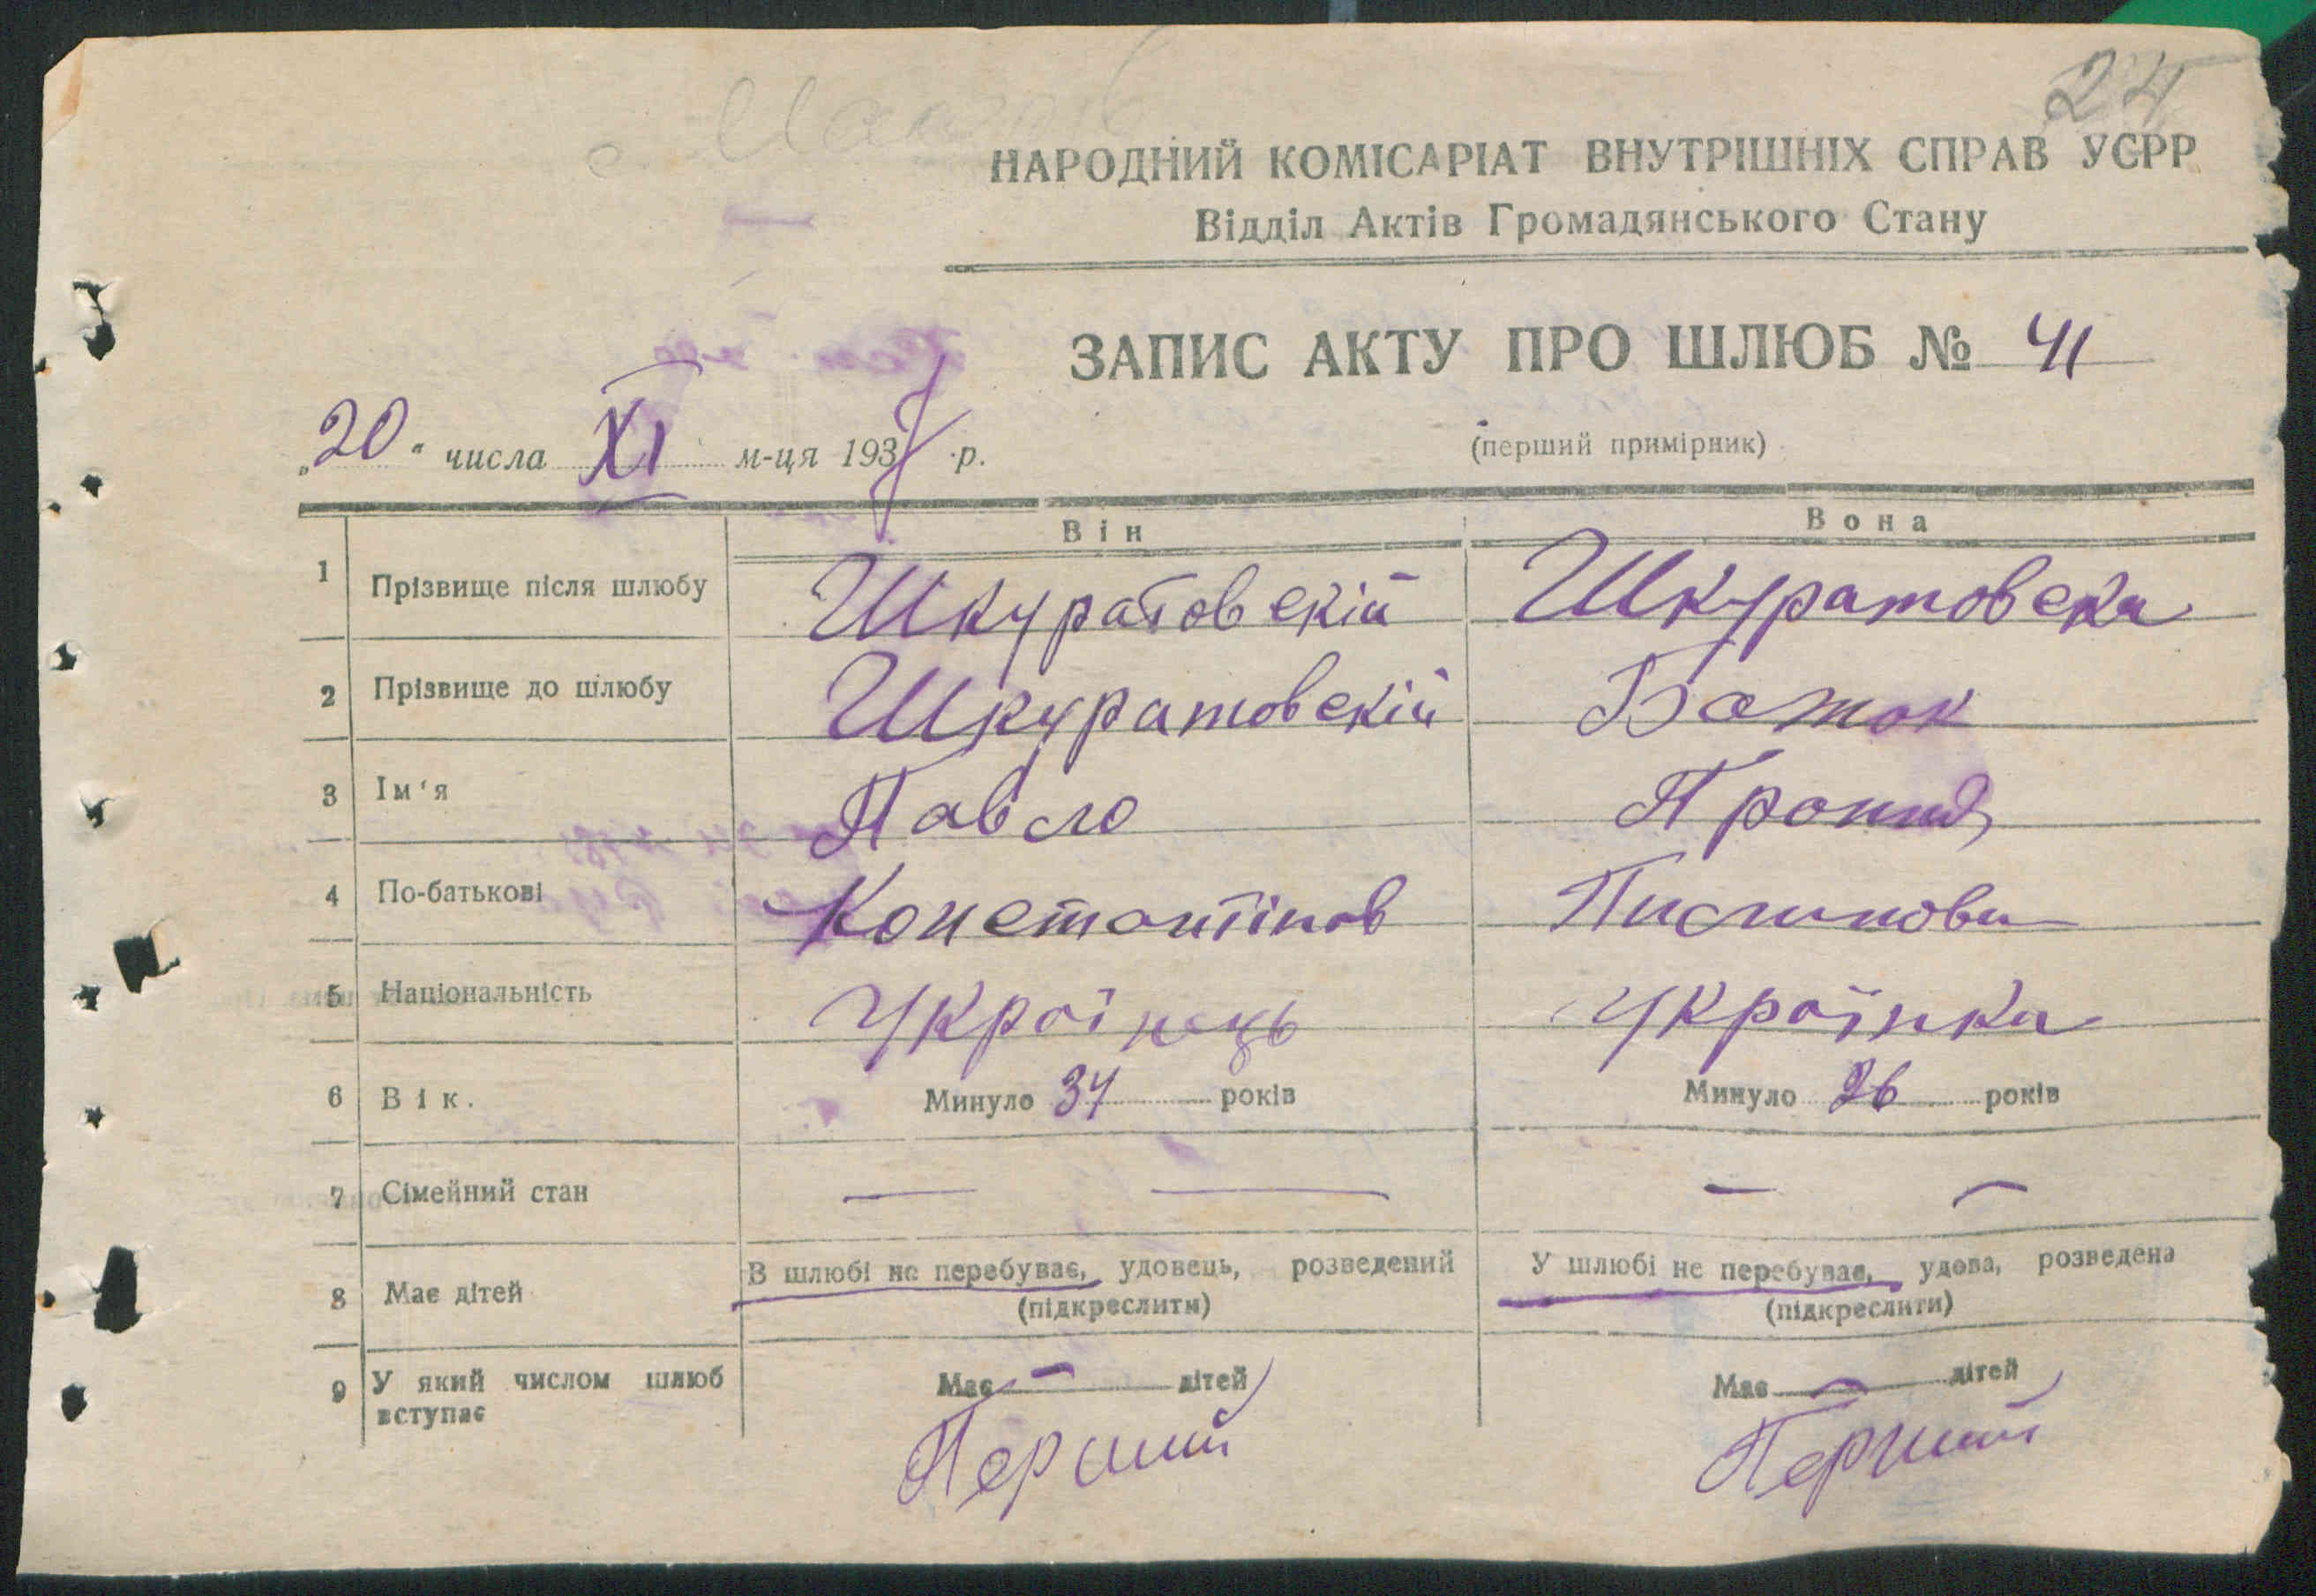 24
НАРОДНИЙ КОМІСАРІАТ ВНУТРІШНІХ СПРАВ УСРР
Відділ Актів Громадянського Стану
ЗАПИС АКТУ ПРО ШЛЮБ № 41
„20" числа XI м-ця 1937 р.
(перший примірник)
Він Вона
1 Прізвище після шлюбу Шкуратовскій Шкуратовска
2 Прізвище до шлюбу Шкуратовскій Боток
3 Ім'я Павло
4 По-батькові Константінов
5 Національність Українець Українка
6 Вік. Минуло 34 років Минуло 26 років
7 Сімейний стан — — — —
8 Має дітей В шлюбі не перебуває, удовець, розведений У шлюбі не перебуває, удова, розведена
(підкреслити) (підкреслити)
9 У який числом шлюб вступає Має — дітей Має — дітей
Перший Перший